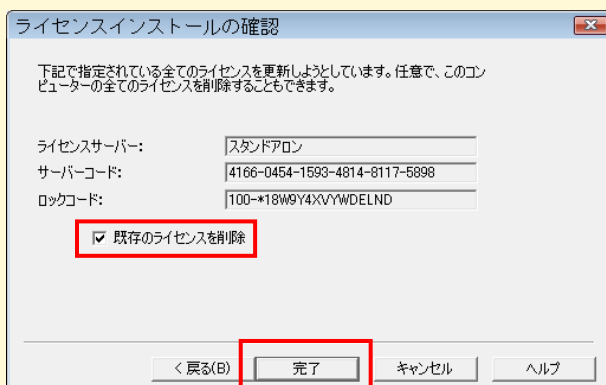 ライセンスインストールの確認
下記で指定されている全てのライセンスを更新しようとしています。任意で、このコン
ピューターの全てのライセンスを削除することもできます。
ライセンスサーバー: スタンドアロン
サーバーコード: 4166-0454-1593-4814-8117-5898
ロックコード: 100-*18W9Y4XVYWDELND
既存のライセンスを削除
< 戻る(B) 完了 キャンセル ヘルプ